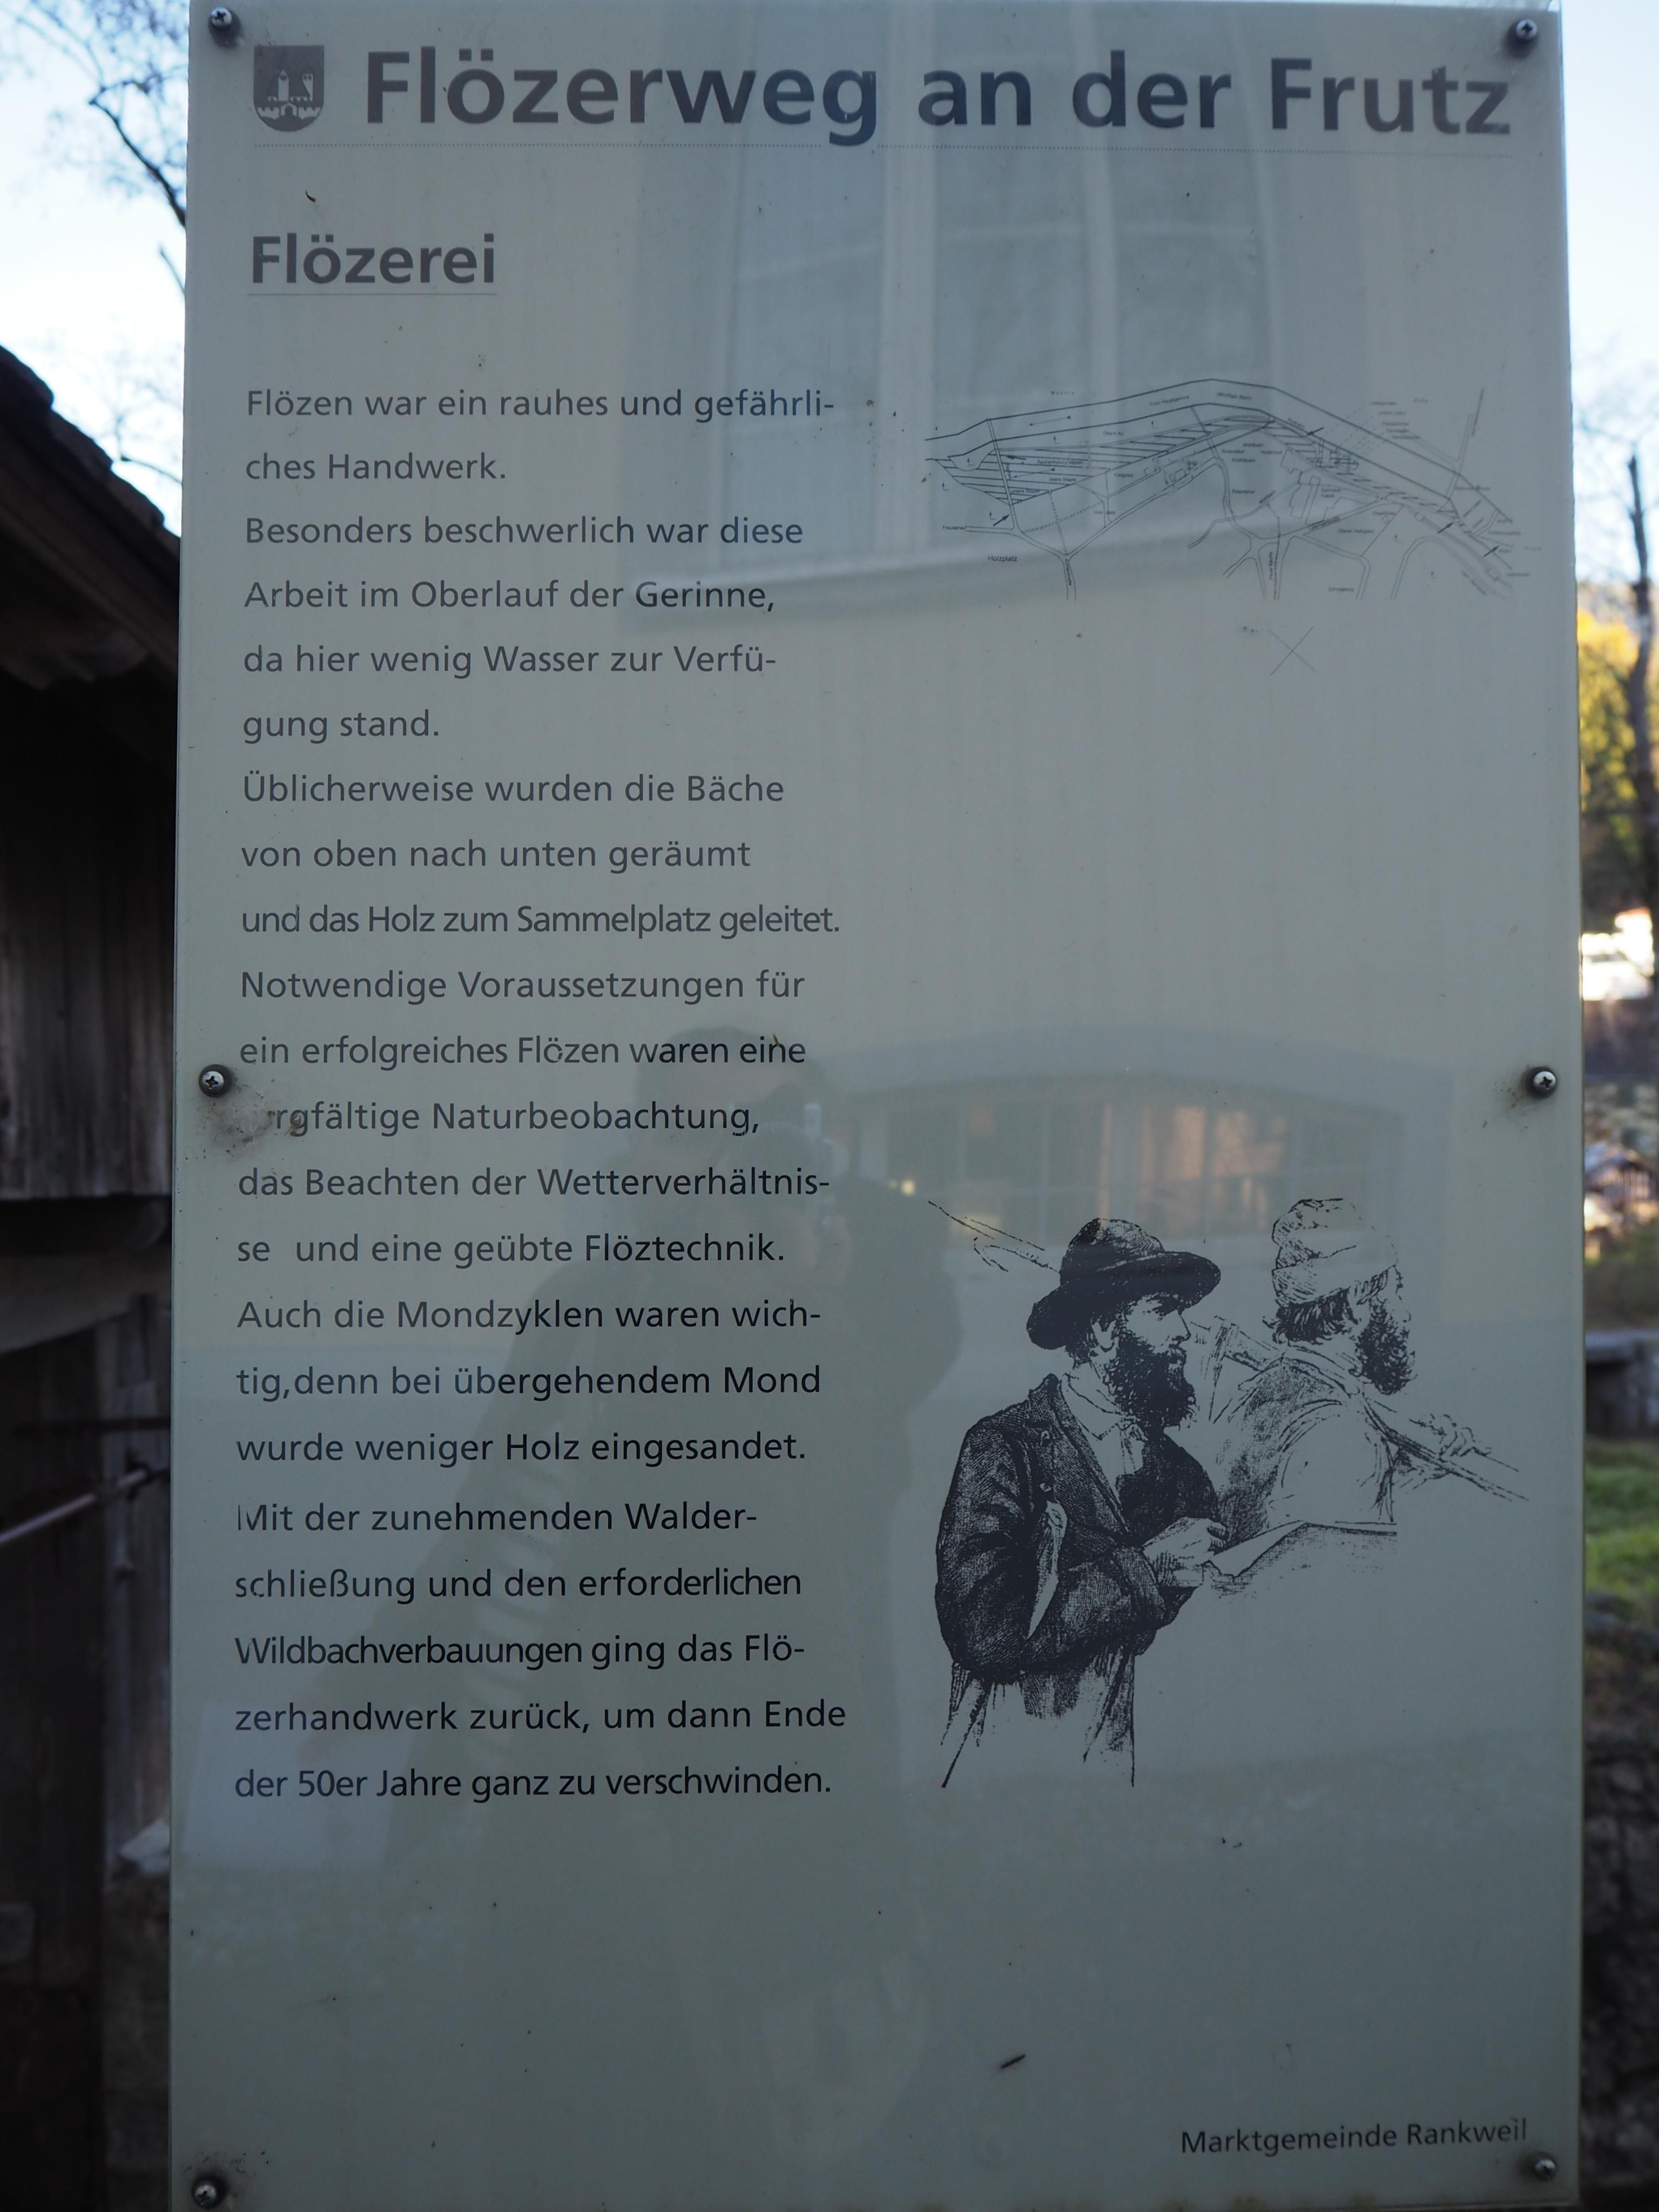 Flözerweg an der Frutz
Flözerei
Flözen war ein rauhes und gefährli-
ches Handwerk.
Besonders beschwerlich war diese
Arbeit im Oberlauf der Gerinne,
da hier wenig Wasser zur Verfü-
gung stand.
Üblicherweise wurden die Bäche
von oben nach unten geräumt
und das Holz zum Sammelplatz geleitet.
Notwendige Voraussetzungen für
ein erfolgreiches Flözen waren eine
rgfältige Naturbeobachtung,
das Beachten der Wetterverhältnis-
se und eine geübte Flöztechnik.
Auch die Mondzyklen waren wich-
tig,denn bei übergehendem Mond
wurde weniger Holz eingesandet.
Mit der zunehmenden Walder-
schließung und den erforderlichen
Wildbachverbauungen ging das Flö-
zerhandwerk zurück, um dann Ende
der 50er Jahre ganz zu verschwinden.
Holzplatz
Marktgemeinde Rankweil